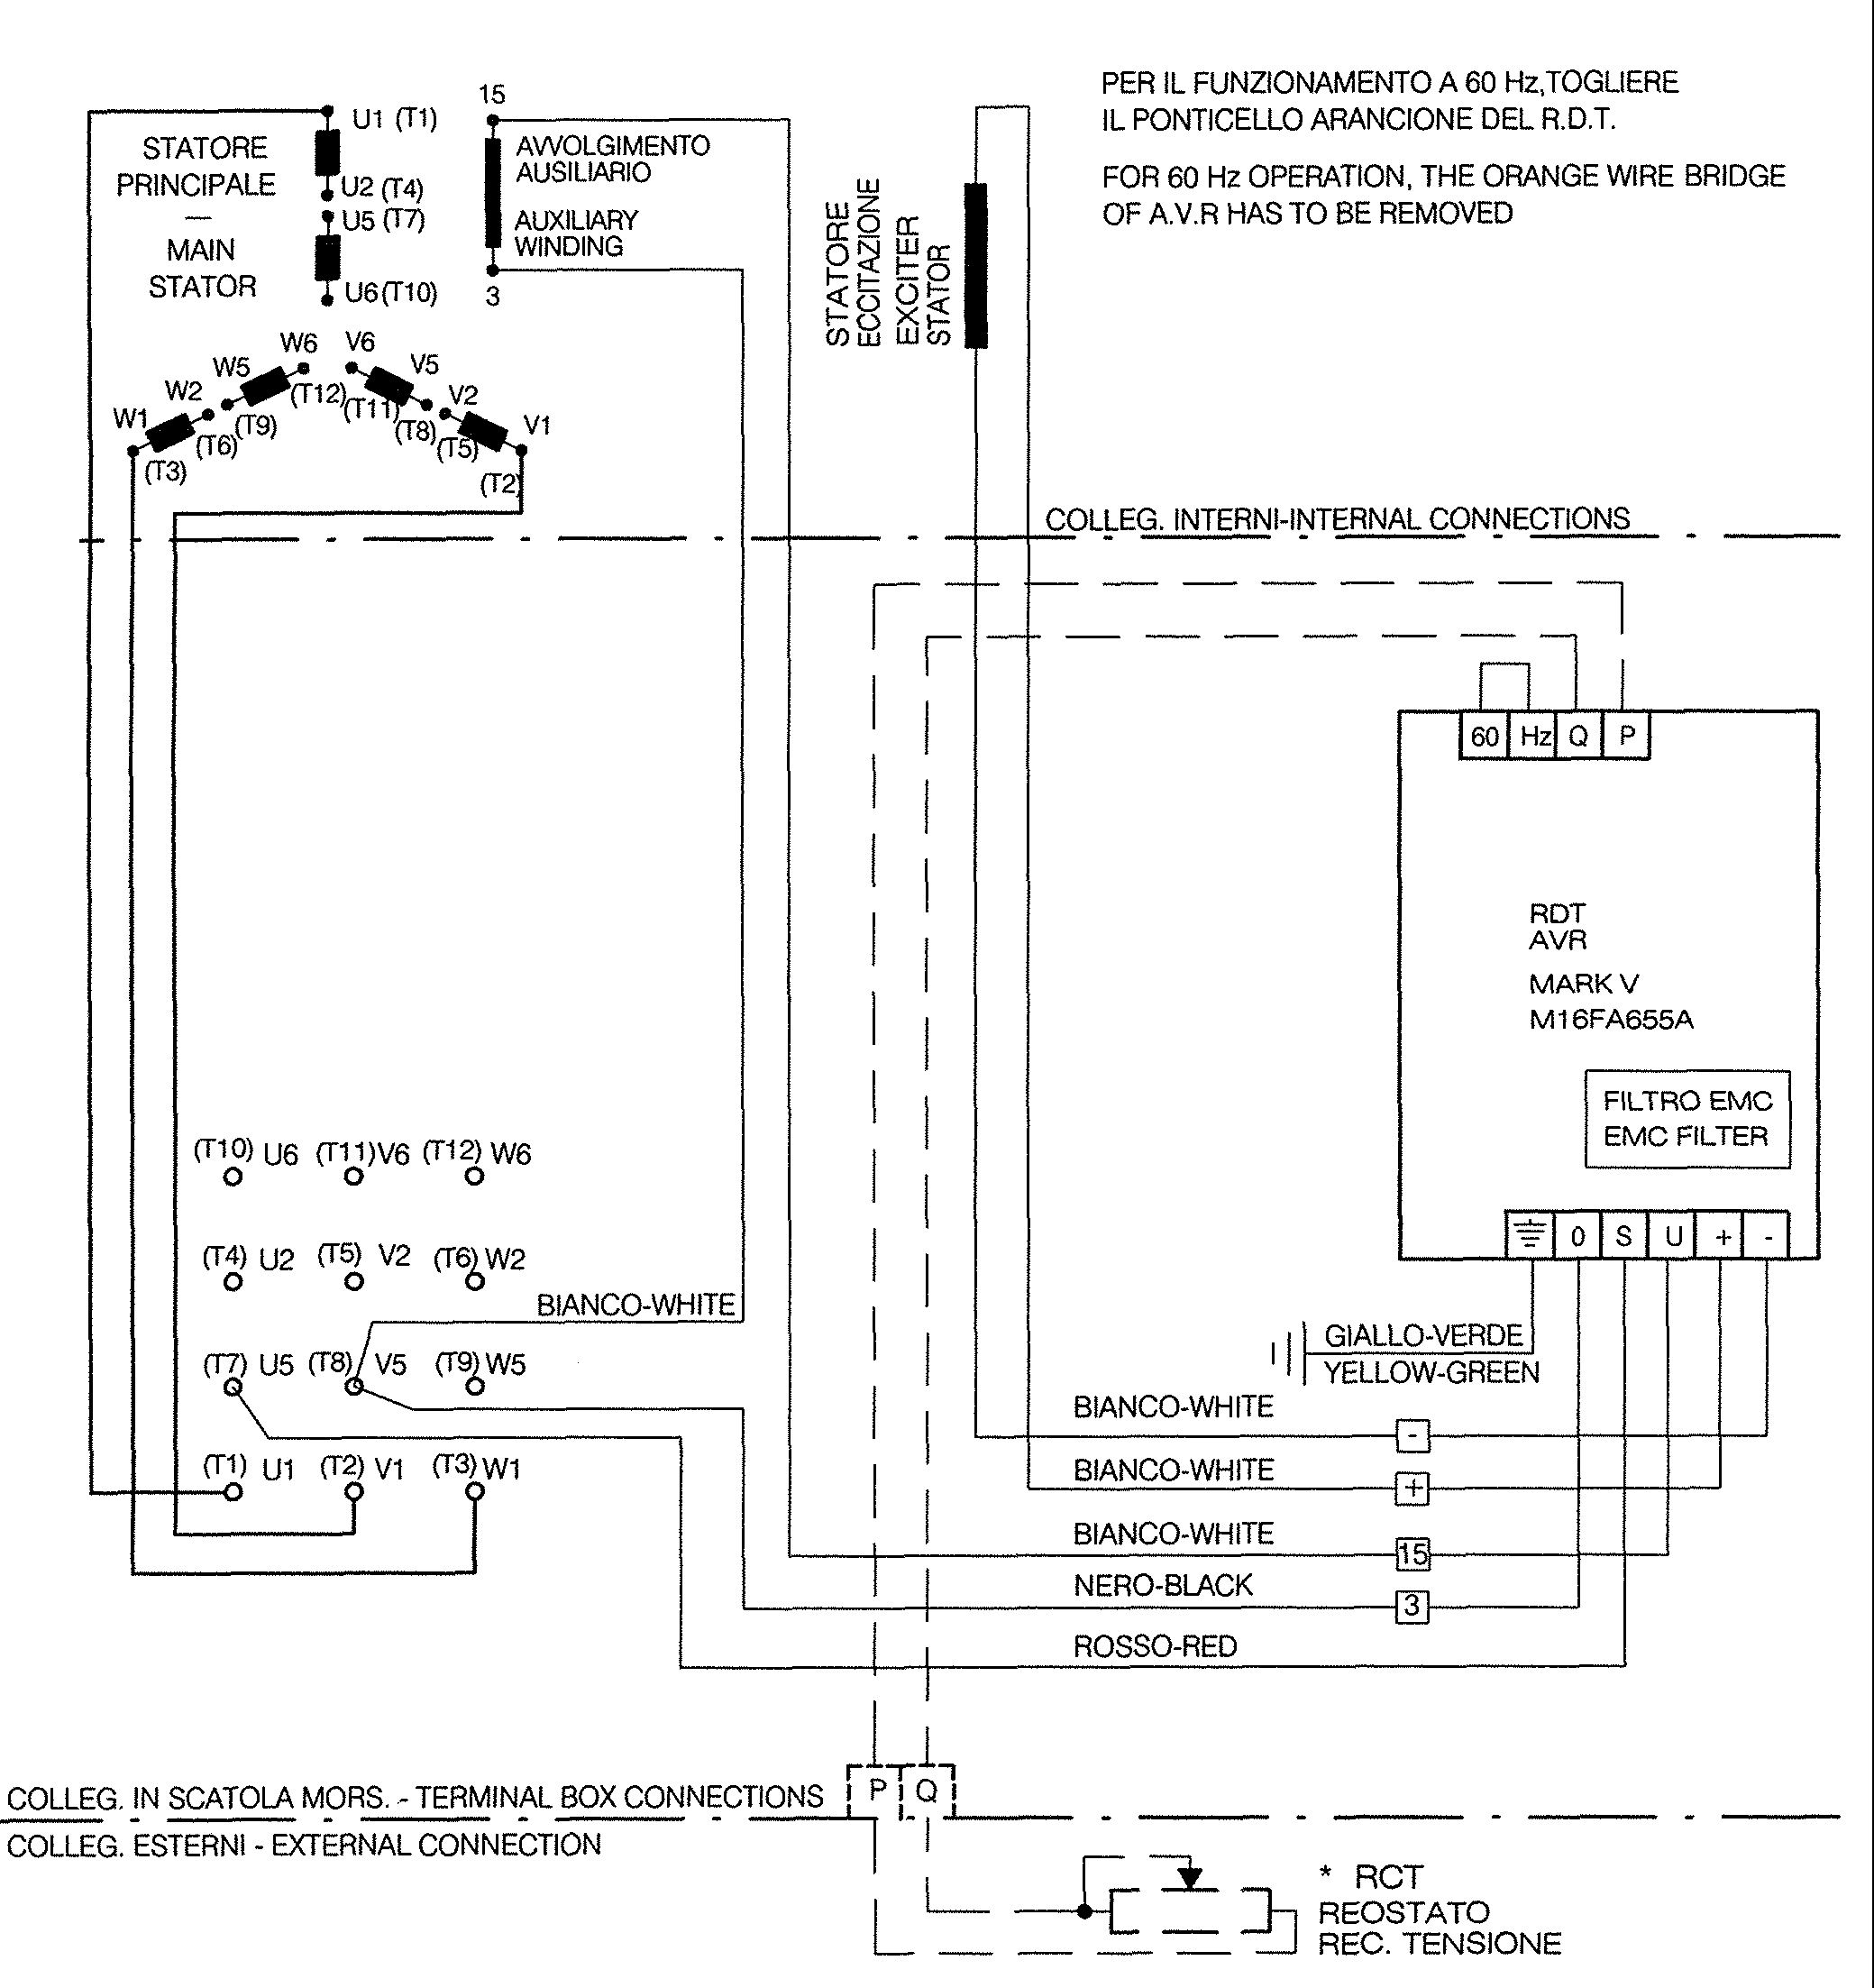 PER IL FUNZIONAMENTO A 60 Hz,TOGLIERE
IL PONTICELLO ARANCIONE DEL R.D.T.
FOR 60 Hz OPERATION, THE ORANGE WIRE BRIDGE
OF A.V.R HAS TO BE REMOVED
STATORE
PRINCIPALE
—
MAIN
STATOR
U1 (T1)
U2 (T4)
U5 (T7)
U6 (T10)
15
AVVOLGIMENTO
AUSILIARIO
AUXILIARY
WINDING
3
STATORE
ECCITAZIONE
EXCITER
STATOR
W6
V6
W5
V5
W2
V2
W1
V1
(T12)
(T11)
(T9)
(T8)
(T6)
(T5)
(T3)
(T2)
COLLEG. INTERNI-INTERNAL CONNECTIONS
60 Hz Q P
RDT
AVR
MARK V
M16FA655A
FILTRO EMC
EMC FILTER
0 S U + -
(T10) U6 (T11) V6 (T12) W6
(T4) U2 (T5) V2 (T6) W2
BIANCO-WHITE
(T7) U5 (T8) V5 (T9) W5
(T1) U1 (T2) V1 (T3) W1
GIALLO-VERDE
YELLOW-GREEN
BIANCO-WHITE -
BIANCO-WHITE +
BIANCO-WHITE 15
NERO-BLACK 3
ROSSO-RED
COLLEG. IN SCATOLA MORS. - TERMINAL BOX CONNECTIONS
P Q
COLLEG. ESTERNI - EXTERNAL CONNECTION
* RCT
REOSTATO
REC. TENSIONE